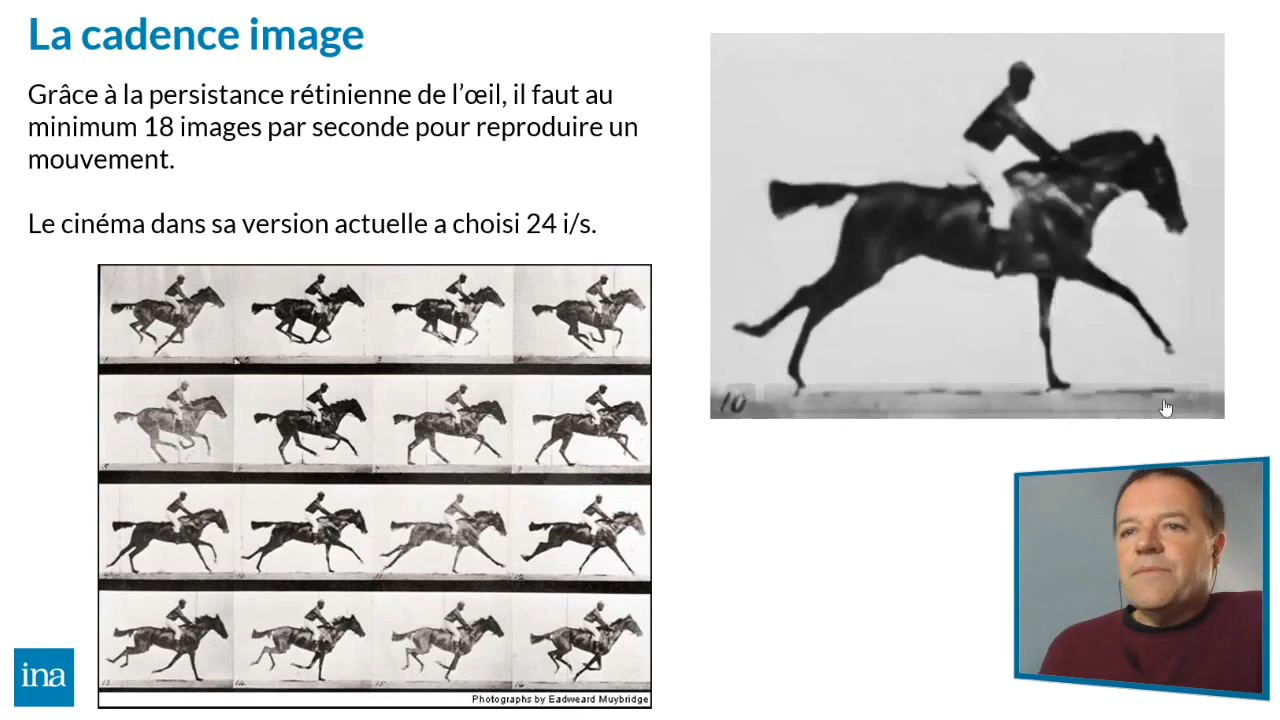 La cadence image
Grâce à la persistance rétinienne de l’œil, il faut au
minimum 18 images par seconde pour reproduire un
mouvement.
Le cinéma dans sa version actuelle a choisi 24 i/s.
10
Photographs by Eadweard Muybridge
ina